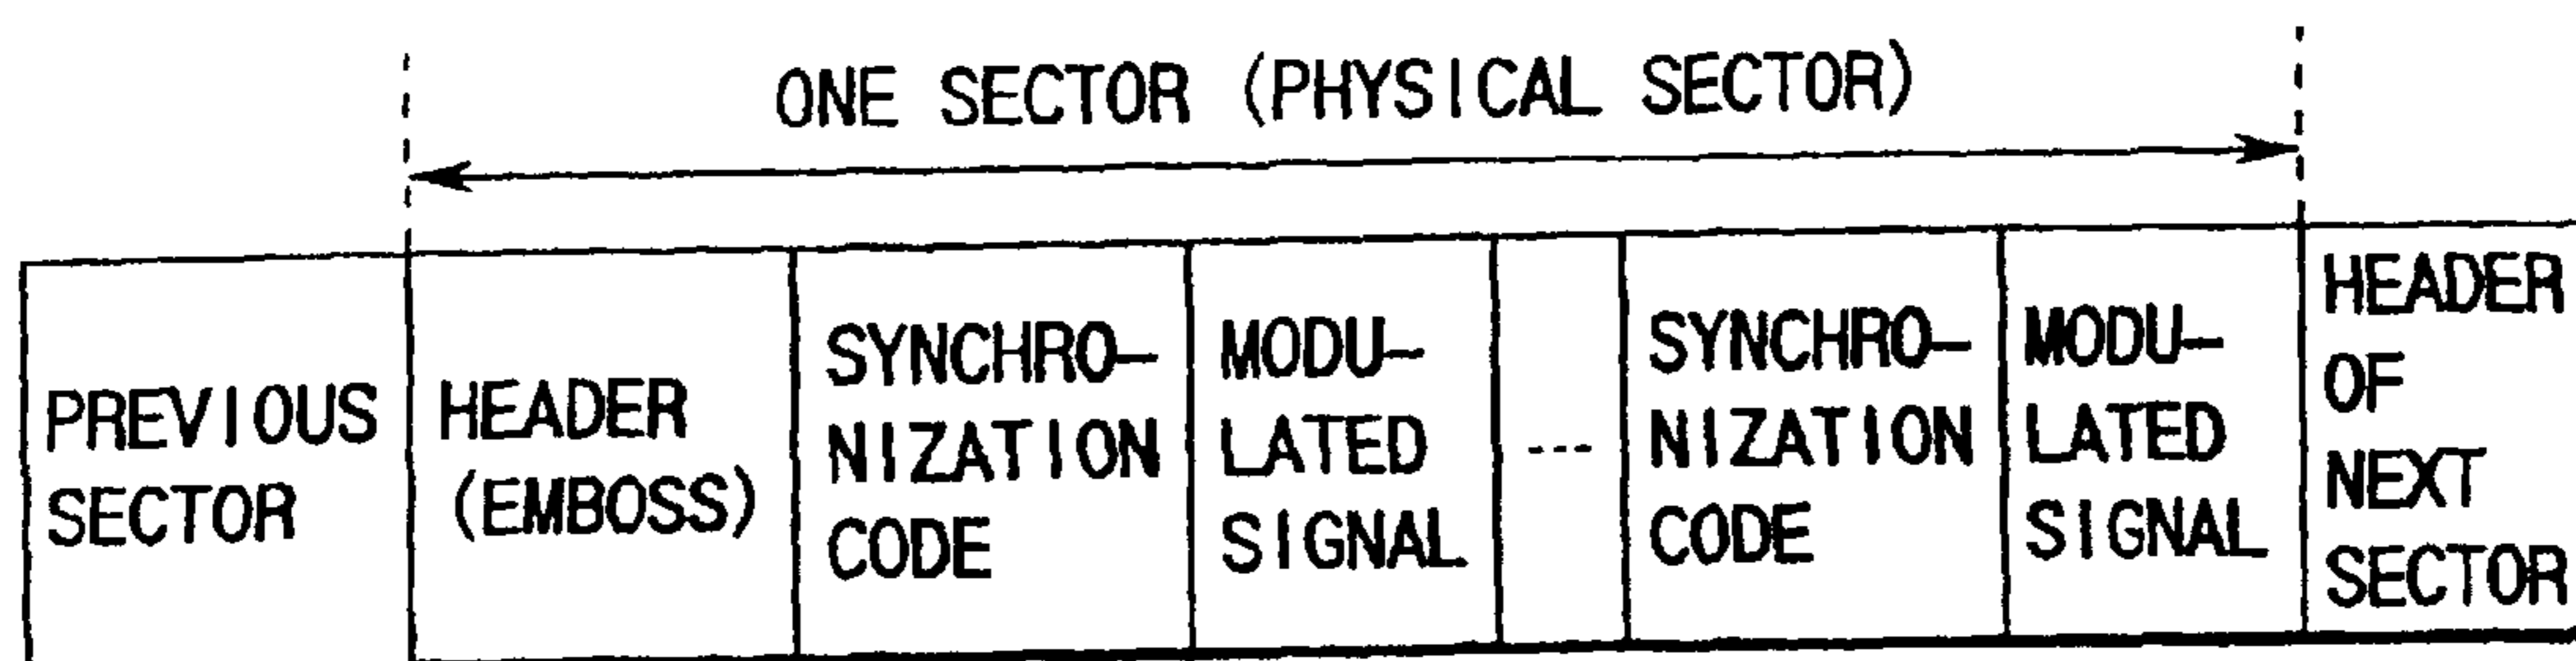 ONE SECTOR (PHYSICAL SECTOR)
PREVIOUS
SECTOR
HEADER
(EMBOSS)
SYNCHRO-
NIZATION
CODE
MODU-
LATED
SIGNAL
---
SYNCHRO-
NIZATION
CODE
MODU-
LATED
SIGNAL
HEADER
OF
NEXT
SECTOR